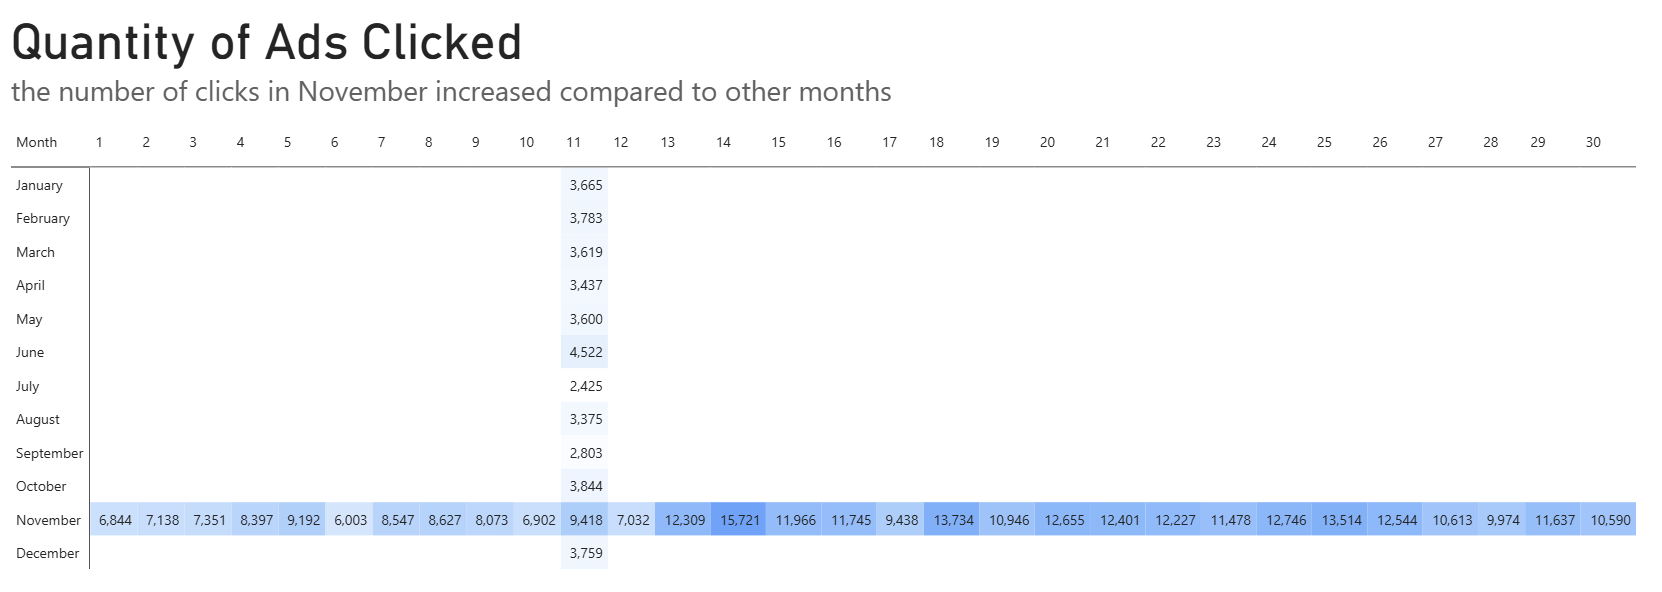 Quantity of Ads Clicked
the number of clicks in November increased compared to other months
Month 1 2 3 4 5 6 7 8 9 10 11 12 13 14 15 16 17 18 19 20 21 22 23 24 25 26 27 28 29 30
January 3,665
February 3,783
March 3,619
April 3,437
May 3,600
June 4,522
July 2,425
August 3,375
September 2,803
October 3,844
November 6,844 7,138 7,351 8,397 9,192 6,003 8,547 8,627 8,073 6,902 9,418 7,032 12,309 15,721 11,966 11,745 9,438 13,734 10,946 12,655 12,401 12,227 11,478 12,746 13,514 12,544 10,613 9,974 11,637 10,590
December 3,759